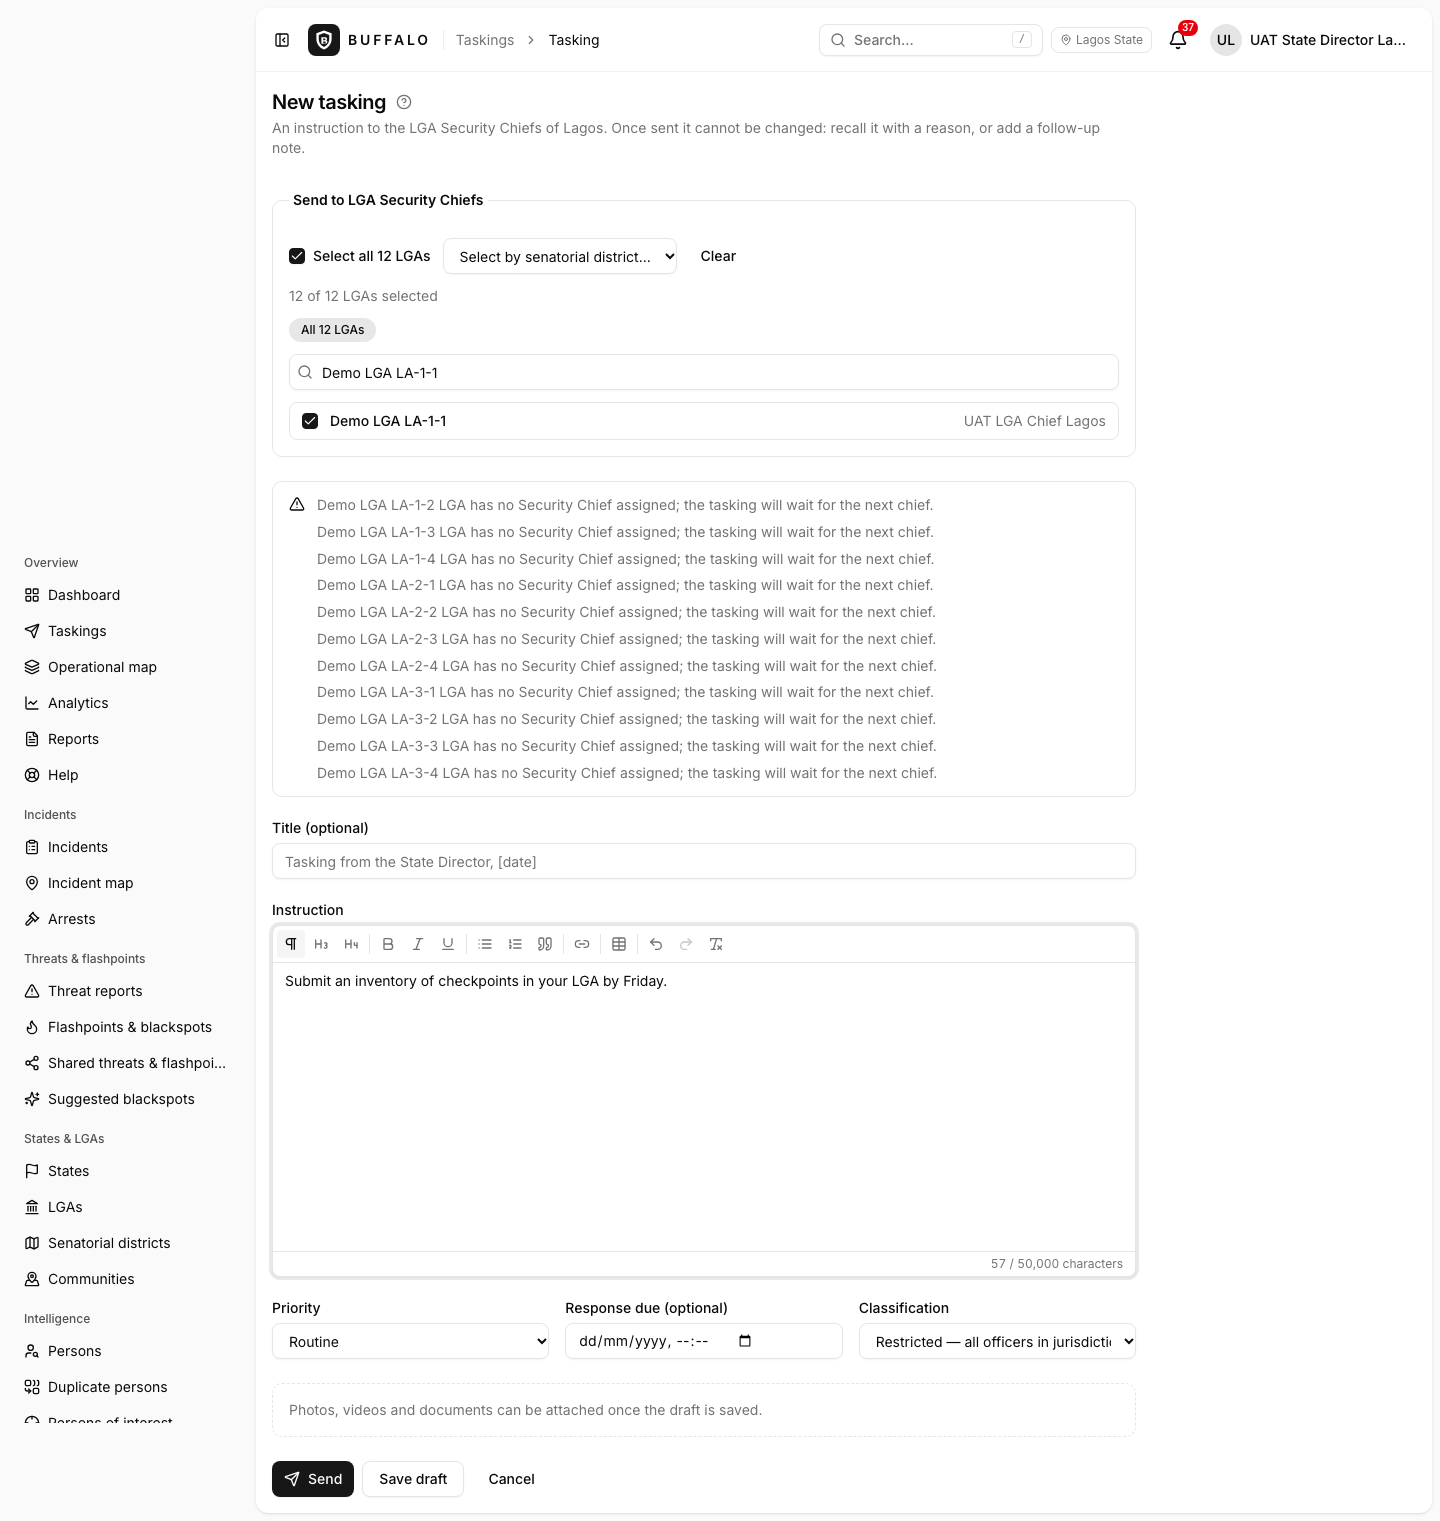 BUFFALO
Taskings
Tasking
Search...
/
Lagos State
37
UL
UAT State Director La...
New tasking
An instruction to the LGA Security Chiefs of Lagos. Once sent it cannot be changed: recall it with a reason, or add a follow-up
note.
Send to LGA Security Chiefs
Select all 12 LGAs
Select by senatorial district...
Clear
12 of 12 LGAs selected
All 12 LGAs
Demo LGA LA-1-1
Demo LGA LA-1-1
UAT LGA Chief Lagos
Demo LGA LA-1-2 LGA has no Security Chief assigned; the tasking will wait for the next chief.
Demo LGA LA-1-3 LGA has no Security Chief assigned; the tasking will wait for the next chief.
Demo LGA LA-1-4 LGA has no Security Chief assigned; the tasking will wait for the next chief.
Demo LGA LA-2-1 LGA has no Security Chief assigned; the tasking will wait for the next chief.
Demo LGA LA-2-2 LGA has no Security Chief assigned; the tasking will wait for the next chief.
Demo LGA LA-2-3 LGA has no Security Chief assigned; the tasking will wait for the next chief.
Demo LGA LA-2-4 LGA has no Security Chief assigned; the tasking will wait for the next chief.
Demo LGA LA-3-1 LGA has no Security Chief assigned; the tasking will wait for the next chief.
Demo LGA LA-3-2 LGA has no Security Chief assigned; the tasking will wait for the next chief.
Demo LGA LA-3-3 LGA has no Security Chief assigned; the tasking will wait for the next chief.
Demo LGA LA-3-4 LGA has no Security Chief assigned; the tasking will wait for the next chief.
Title (optional)
Tasking from the State Director, [date]
Instruction
H3
H4
B
I
U
Submit an inventory of checkpoints in your LGA by Friday.
57 / 50,000 characters
Priority
Routine
Response due (optional)
dd/mm/yyyy, --:--
Classification
Restricted — all officers in jurisdictio
Photos, videos and documents can be attached once the draft is saved.
Send
Save draft
Cancel
Overview
Dashboard
Taskings
Operational map
Analytics
Reports
Help
Incidents
Incidents
Incident map
Arrests
Threats & flashpoints
Threat reports
Flashpoints & blackspots
Shared threats & flashpoi...
Suggested blackspots
States & LGAs
States
LGAs
Senatorial districts
Communities
Intelligence
Persons
Duplicate persons
Persons of interest